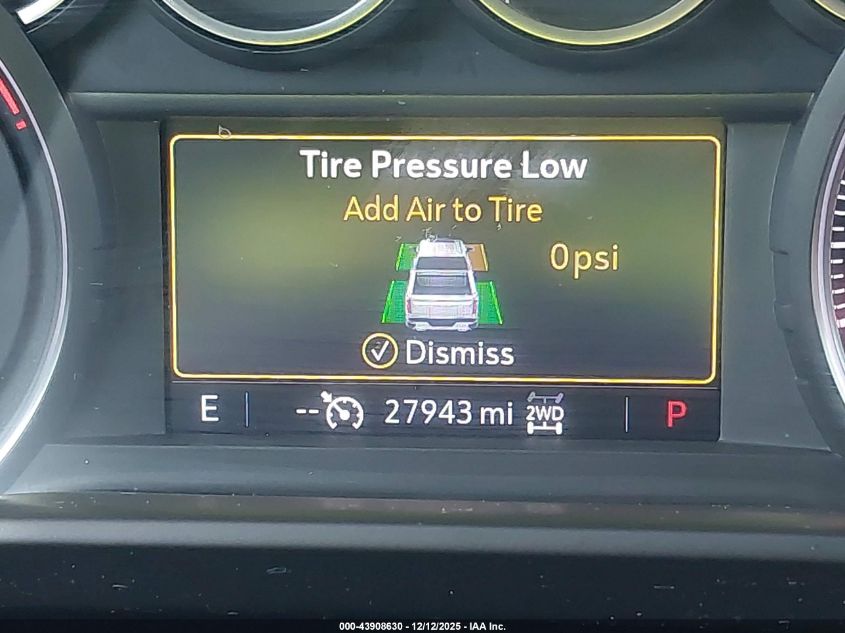 Tire Pressure Low
Add Air to Tire
0psi
Dismiss
E -- 27943 mi 2WD P
000-43908630 - 12/12/2025 - IAA Inc.